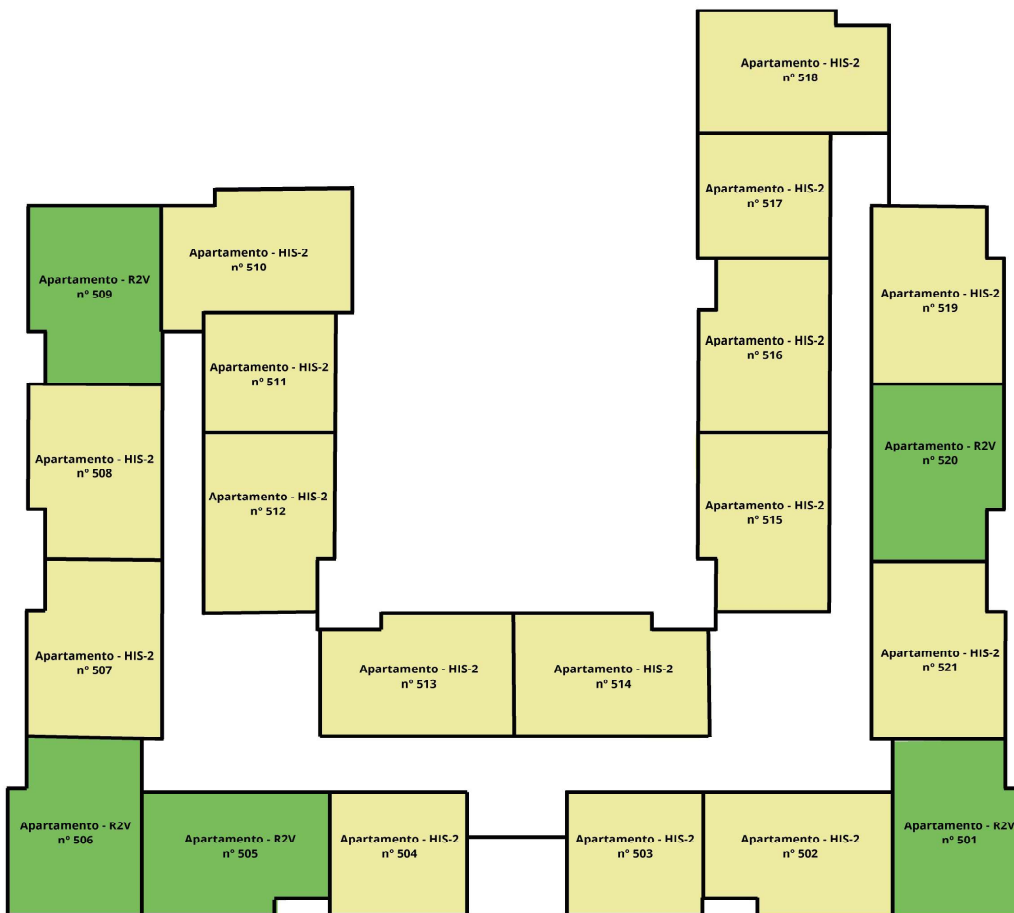 Apartamento - HIS-2
nº 518
Apartamento - HIS-2
nº 517
Apartamento - HIS-2
nº 510
Apartamento - R2V
nº 509
Apartamento - HIS-2
nº 519
Apartamento - HIS-2
nº 516
Apartamento - HIS-2
nº 511
Apartamento - R2V
nº 520
Apartamento - HIS-2
nº 508
Apartamento - HIS-2
nº 512
Apartamento - HIS-2
nº 515
Apartamento - HIS-2
nº 507
Apartamento - HIS-2
nº 513
Apartamento - HIS-2
nº 514
Apartamento - HIS-2
nº 521
Apartamento - R2V
nº 506
Apartamento - R2V
nº 505
Apartamento - HIS-2
nº 504
Apartamento - HIS-2
nº 503
Apartamento - HIS-2
nº 502
Apartamento - R2V
nº 501